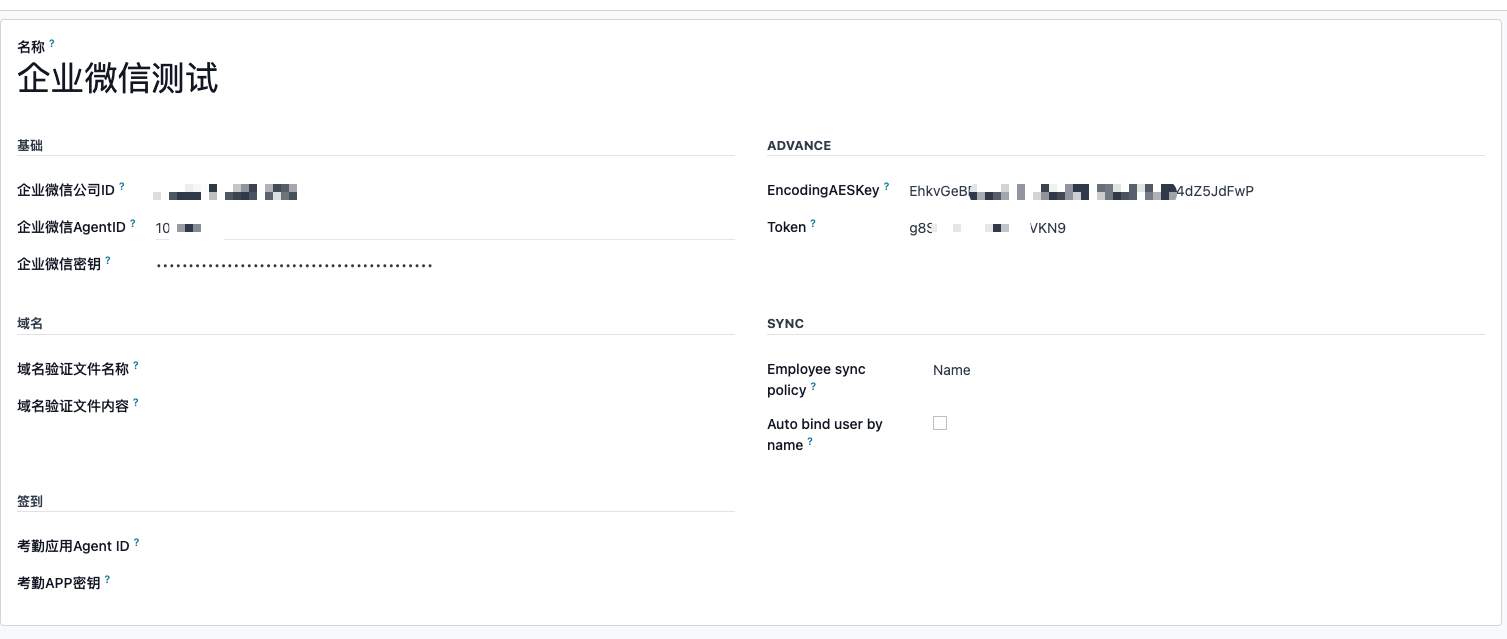 名称 ?
企业微信测试
基础
企业微信公司ID ?
企业微信AgentID ? 10
企业微信密钥 ? ••••••••••••••••••••••••••••••••••••••••••
域名
域名验证文件名称 ?
域名验证文件内容 ?
签到
考勤应用Agent ID ?
考勤APP密钥 ?
ADVANCE
EncodingAESKey ? EhkvGeB 4dZ5JdFwP
Token ? g8S VKN9
SYNC
Employee sync Name
policy ?
Auto bind user by
name ?